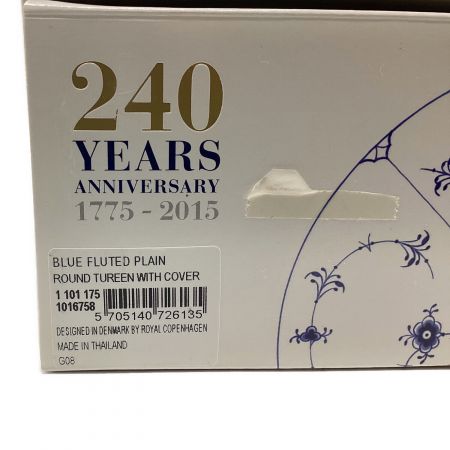 240
YEARS
ANNIVERSARY
1775 - 2015
BLUE FLUTED PLAIN
ROUND TUREEN WITH COVER
1 101 175
1016758
5 705140 726135
DESIGNED IN DENMARK BY ROYAL COPENHAGEN
MADE IN THAILAND
G08